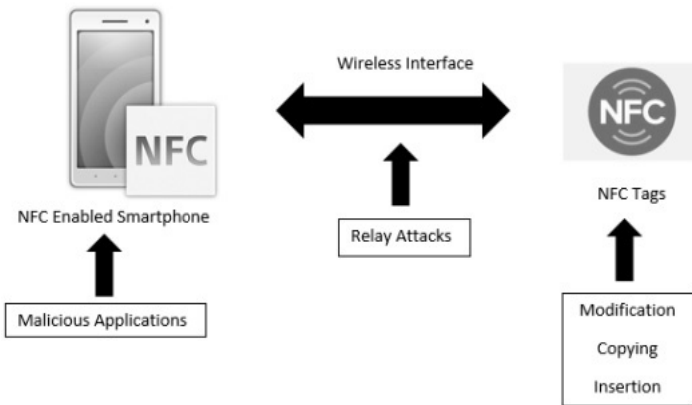 Wireless Interface
NFC
NFC
NFC Enabled Smartphone
NFC Tags
Relay Attacks
Malicious Applications
Modification
Copying
Insertion